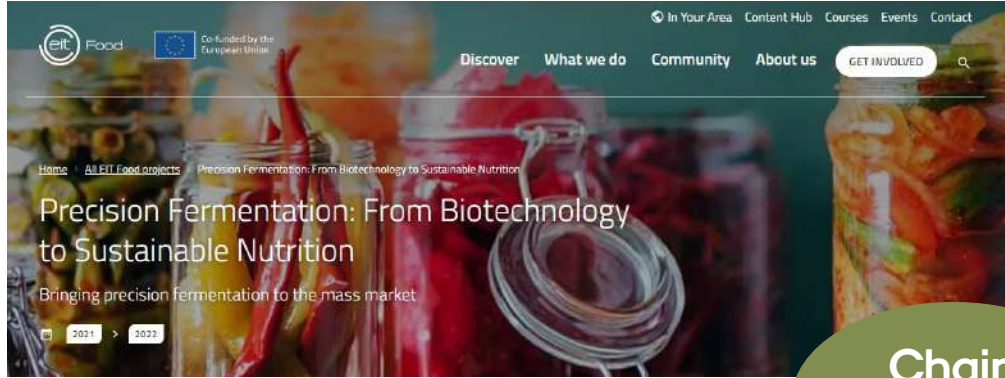 In Your Area Content Hub Courses Events Contact
eit Food
Co-funded by the
European Union
Discover What we do Community About us GET INVOLVED
Home > All EIT Food projects > Precision Fermentation: From Biotechnology to Sustainable Nutrition
Precision Fermentation: From Biotechnology
to Sustainable Nutrition
Bringing precision fermentation to the mass market
2021 > 2022
Chair